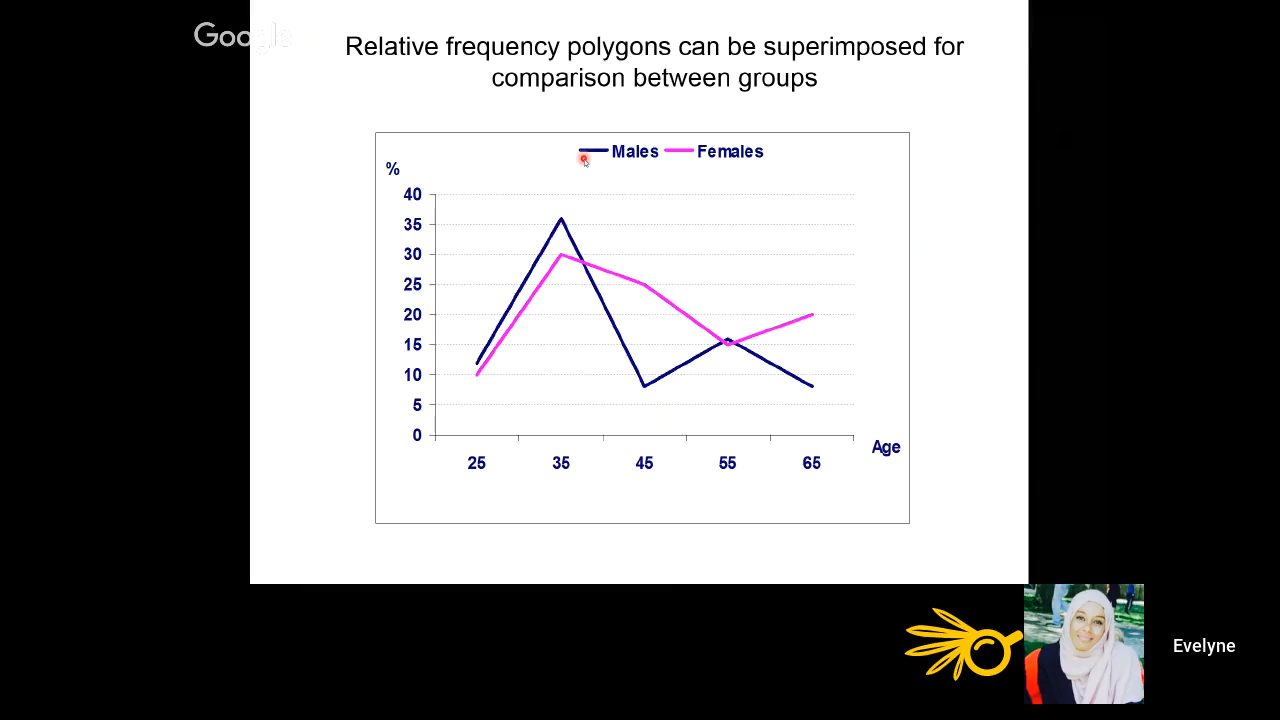 Google
Relative frequency polygons can be superimposed for
comparison between groups
Males Females
%
40
35
30
25
20
15
10
5
0
Age
25 35 45 55 65
Evelyne